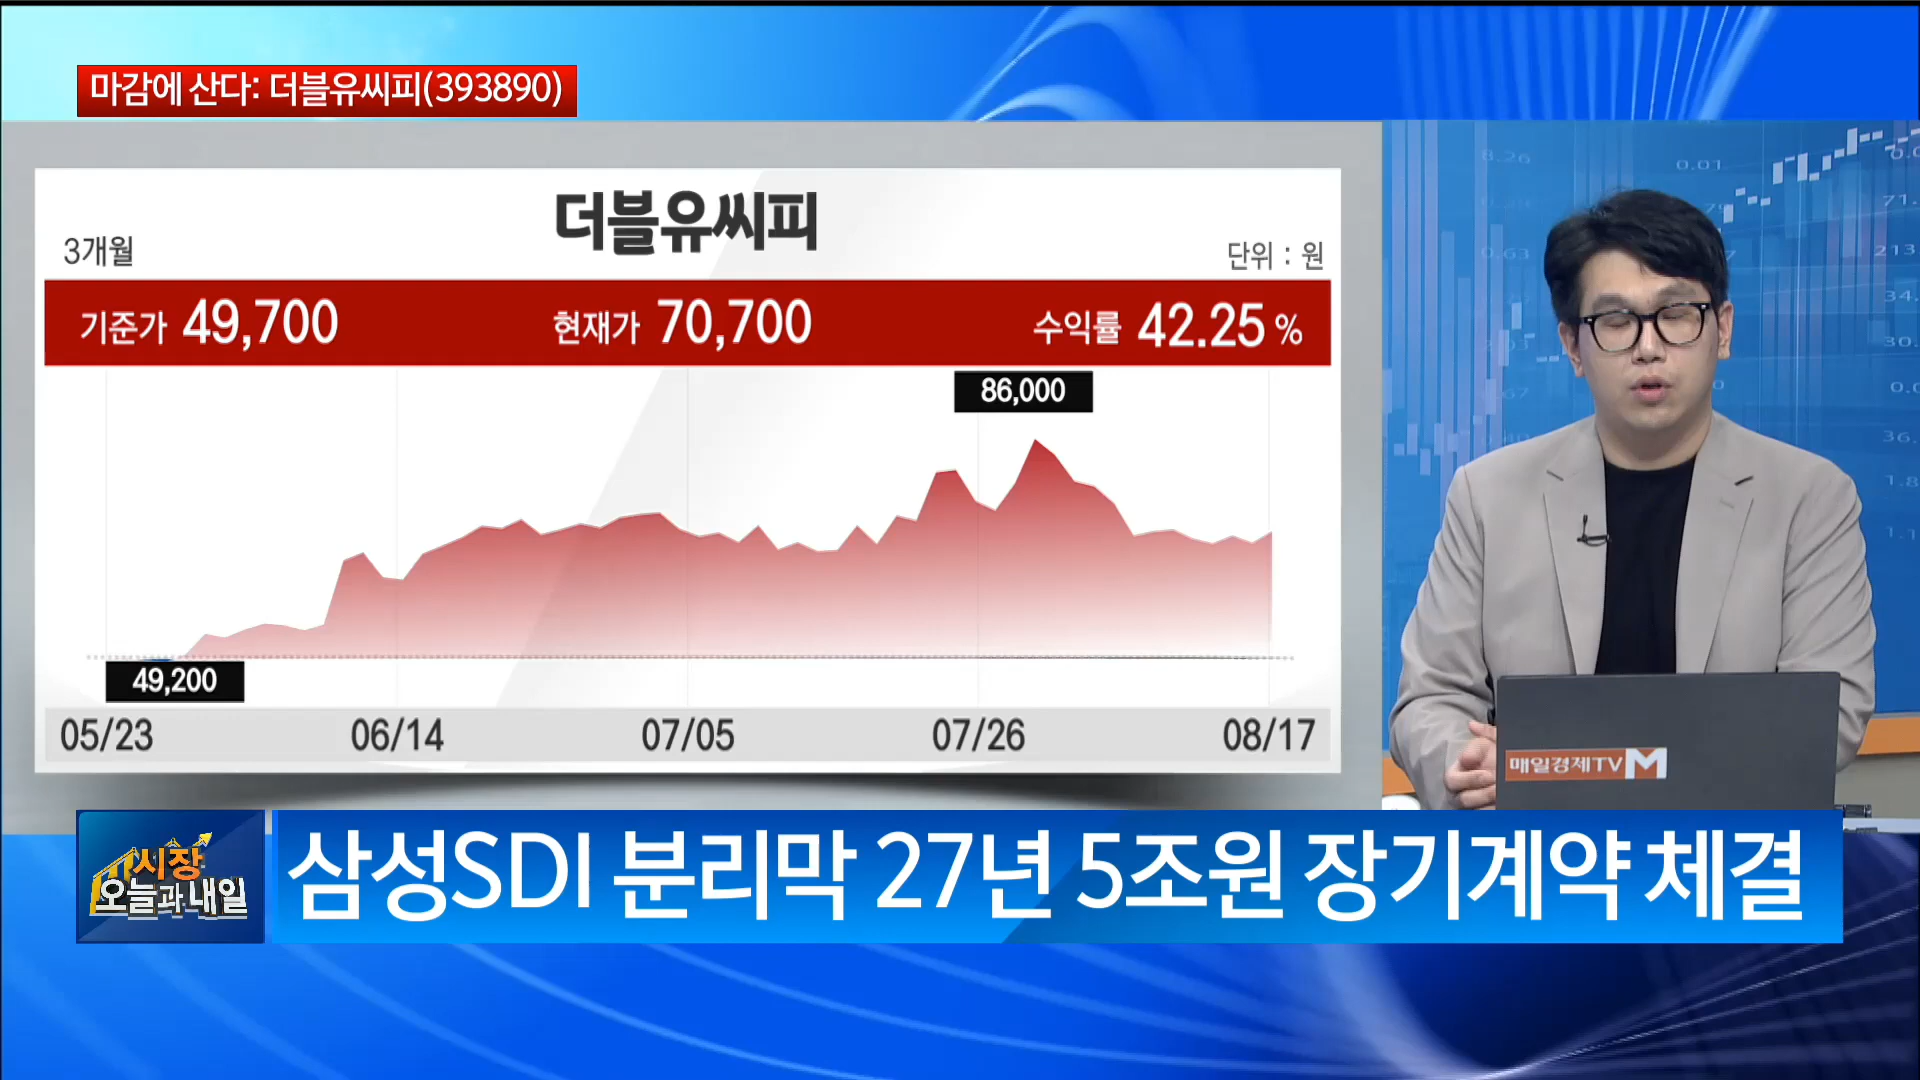 마감에 산다: 더블유씨피(393890)
더블유씨피
3개월
단위 : 원
기준가 49,700 현재가 70,700 수익률 42.25 %
86,000
49,200
05/23 06/14 07/05 07/26 08/17
매일경제TV M
시장
오늘과 내일
삼성SDI 분리막 27년 5조원 장기계약 체결
8.26
0.01